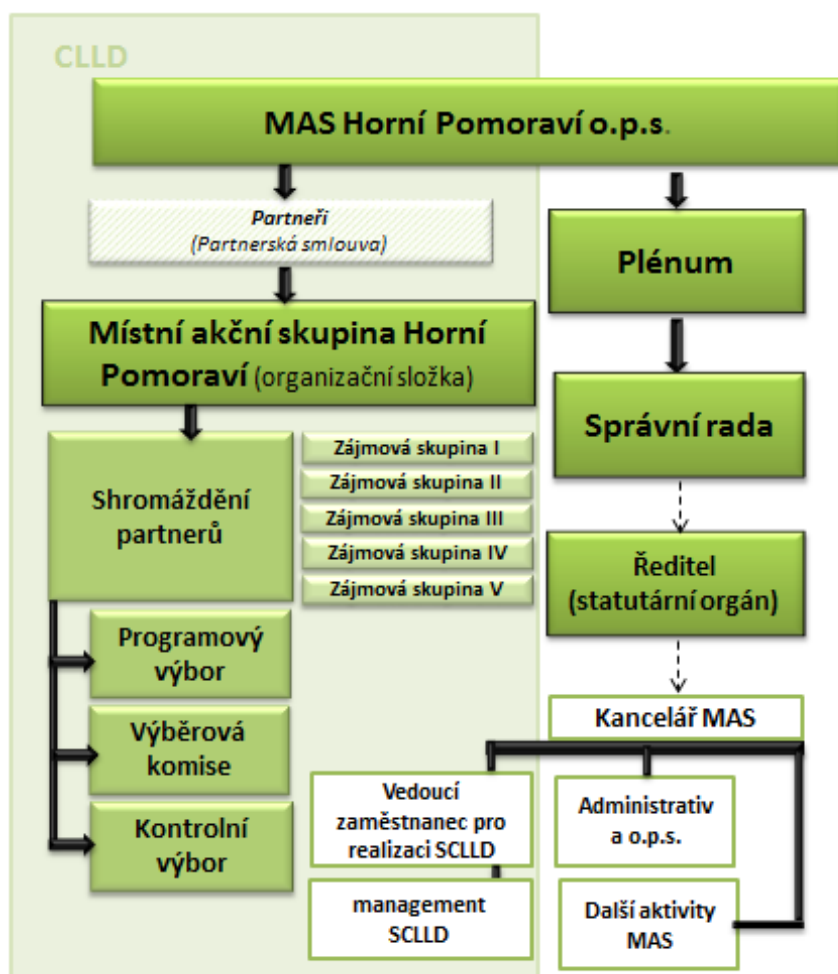 CLLD
MAS Horní Pomoraví o.p.s.
Partneři
(Partnerská smlouva)
Místní akční skupina Horní
Pomoraví (organizační složka)
Shromáždění
partnerů
Zájmová skupina I
Zájmová skupina II
Zájmová skupina III
Zájmová skupina IV
Zájmová skupina V
Programový
výbor
Výběrová
komise
Kontrolní
výbor
Plénum
Správní rada
Ředitel
(statutární orgán)
Kancelář MAS
Vedoucí
zaměstnanec pro
realizaci SCLLD
management
SCLLD
Administrativ
a o.p.s.
Další aktivity
MAS